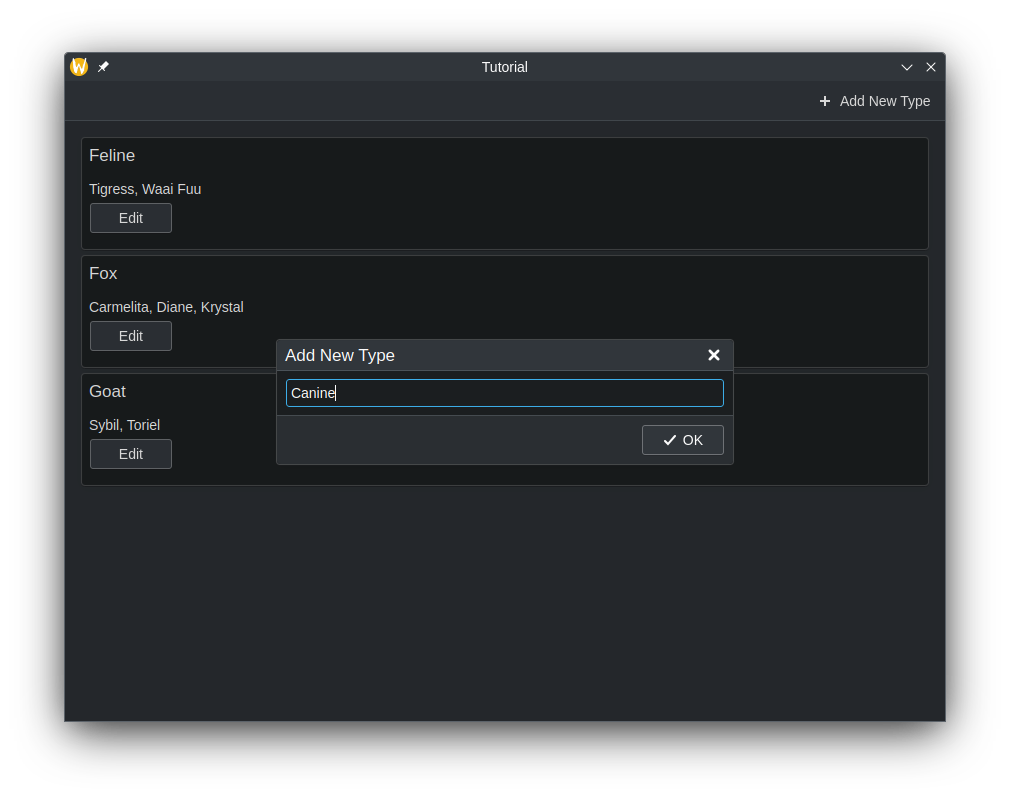 Tutorial
Add New Type
Feline
Tigress, Waai Fuu
Edit
Fox
Carmelita, Diane, Krystal
Edit
Add New Type
Canine
OK
Goat
Sybil, Toriel
Edit